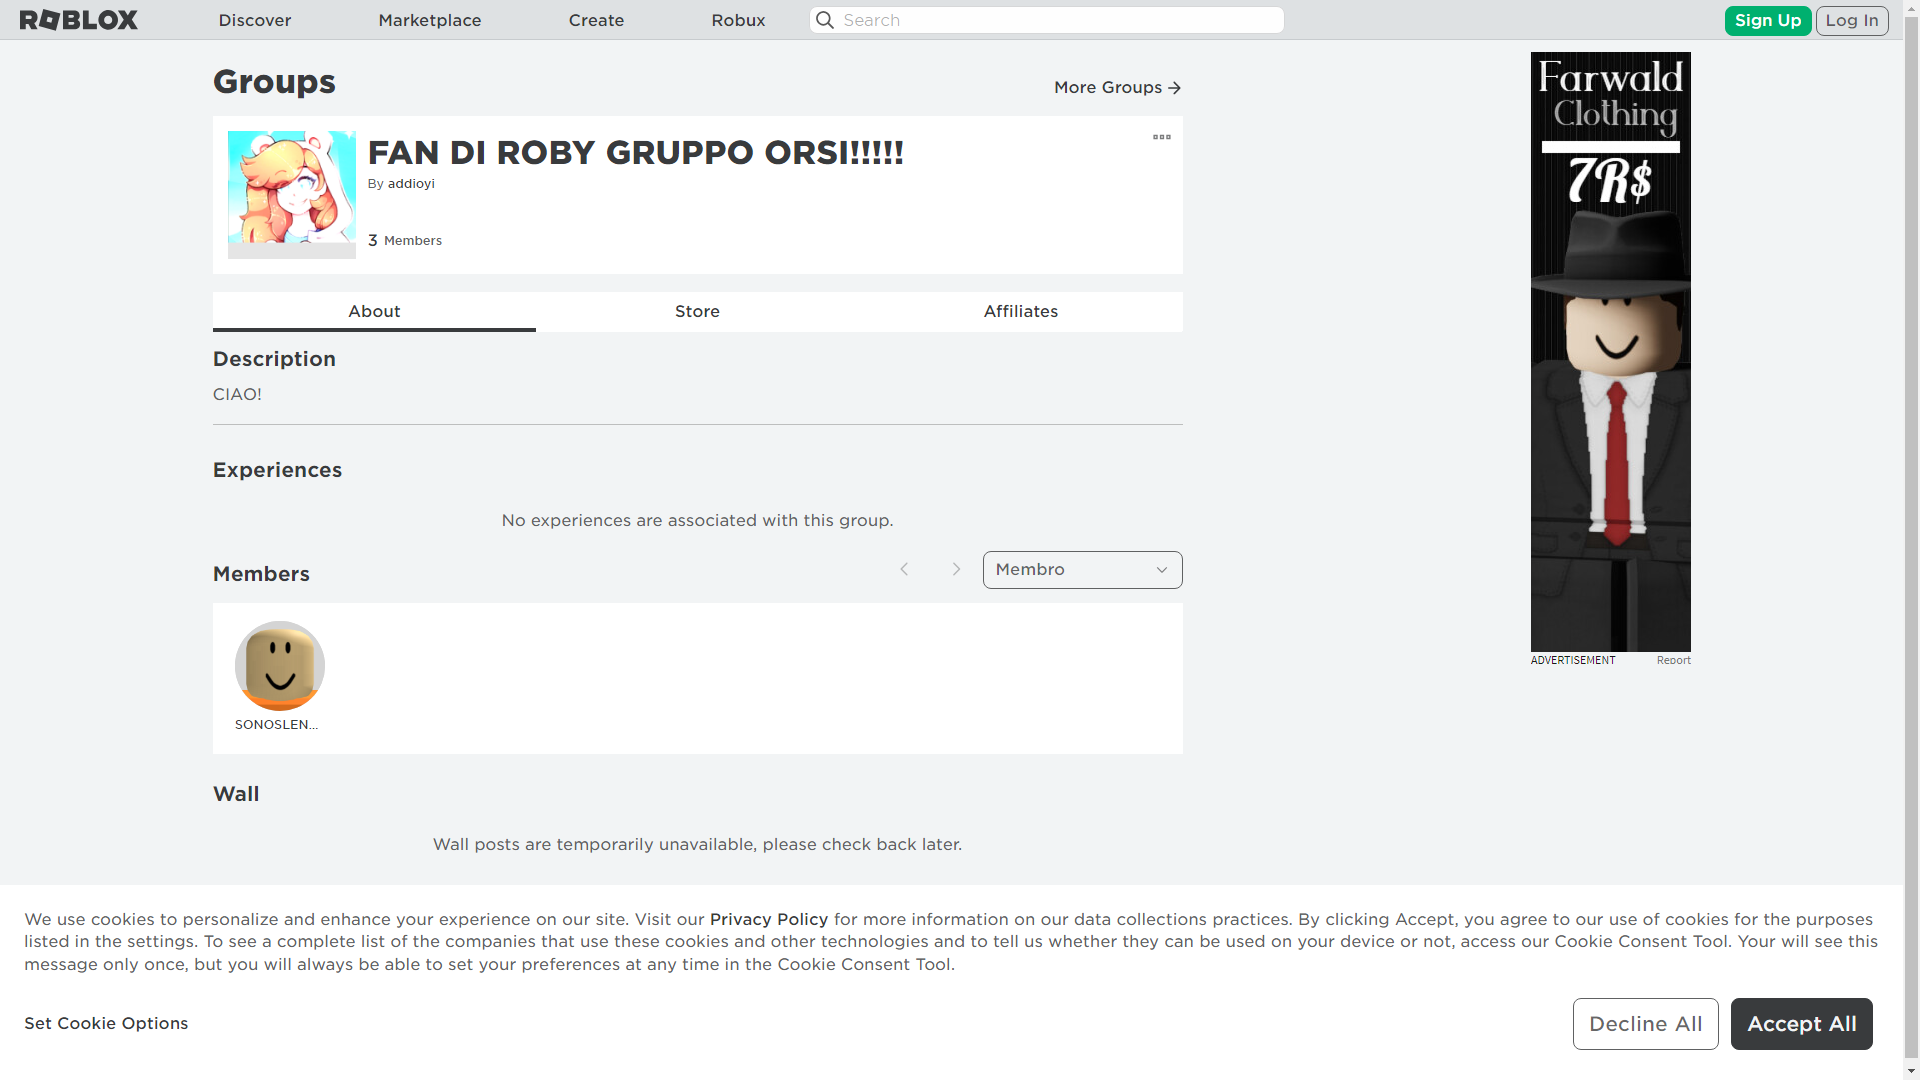 ROBLOX
Discover
Marketplace
Create
Robux
Search
Sign Up
Log In
Groups
More Groups
FAN DI ROBY GRUPPO ORSI!!!!!
By addioyi
3 Members
About
Store
Affiliates
Description
CIAO!
Experiences
No experiences are associated with this group.
Members
Membro
SONOSLEN...
Wall
Wall posts are temporarily unavailable, please check back later.
Farwald
Clothing
7R$
ADVERTISEMENT
Report
We use cookies to personalize and enhance your experience on our site. Visit our Privacy Policy for more information on our data collections practices. By clicking Accept, you agree to our use of cookies for the purposes
listed in the settings. To see a complete list of the companies that use these cookies and other technologies and to tell us whether they can be used on your device or not, access our Cookie Consent Tool. Your will see this
message only once, but you will always be able to set your preferences at any time in the Cookie Consent Tool.
Set Cookie Options
Decline All
Accept All